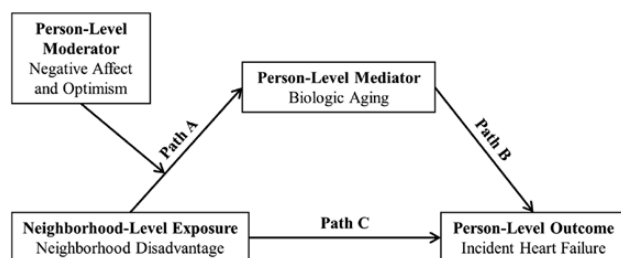 Person-Level
Moderator
Negative Affect
and Optimism
Person-Level Mediator
Biologic Aging
Path A
Path B
Neighborhood-Level Exposure
Neighborhood Disadvantage
Path C
Person-Level Outcome
Incident Heart Failure